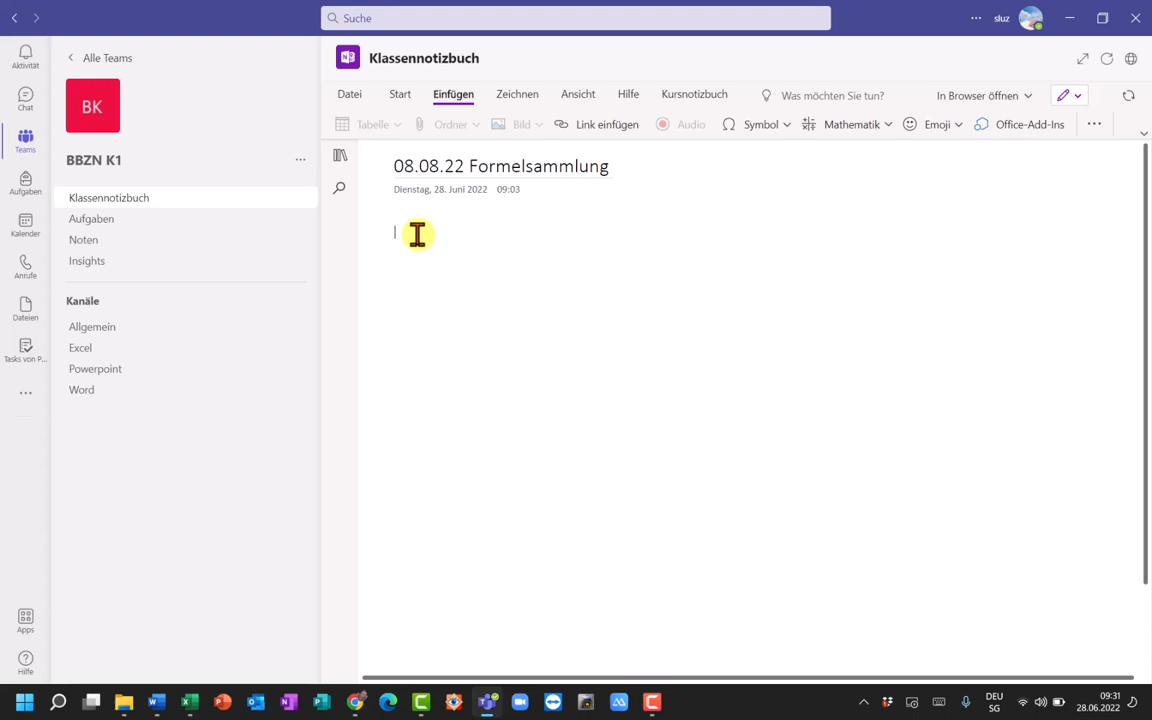 Suche
sluz
Aktivität
Chat
Teams
Aufgaben
Kalender
Anrufe
Dateien
Tasks von P...
Apps
Hilfe
Alle Teams
BK
BBZN K1
Klassennotizbuch
Aufgaben
Noten
Insights
Kanäle
Allgemein
Excel
Powerpoint
Word
Klassennotizbuch
Datei Start Einfügen Zeichnen Ansicht Hilfe Kursnotizbuch Was möchten Sie tun? In Browser öffnen
Tabelle Ordner Bild Link einfügen Audio Symbol Mathematik Emoji Office-Add-Ins
08.08.22 Formelsammlung
Dienstag, 28. Juni 2022 09:03
DEU
SG
09:31
28.06.2022